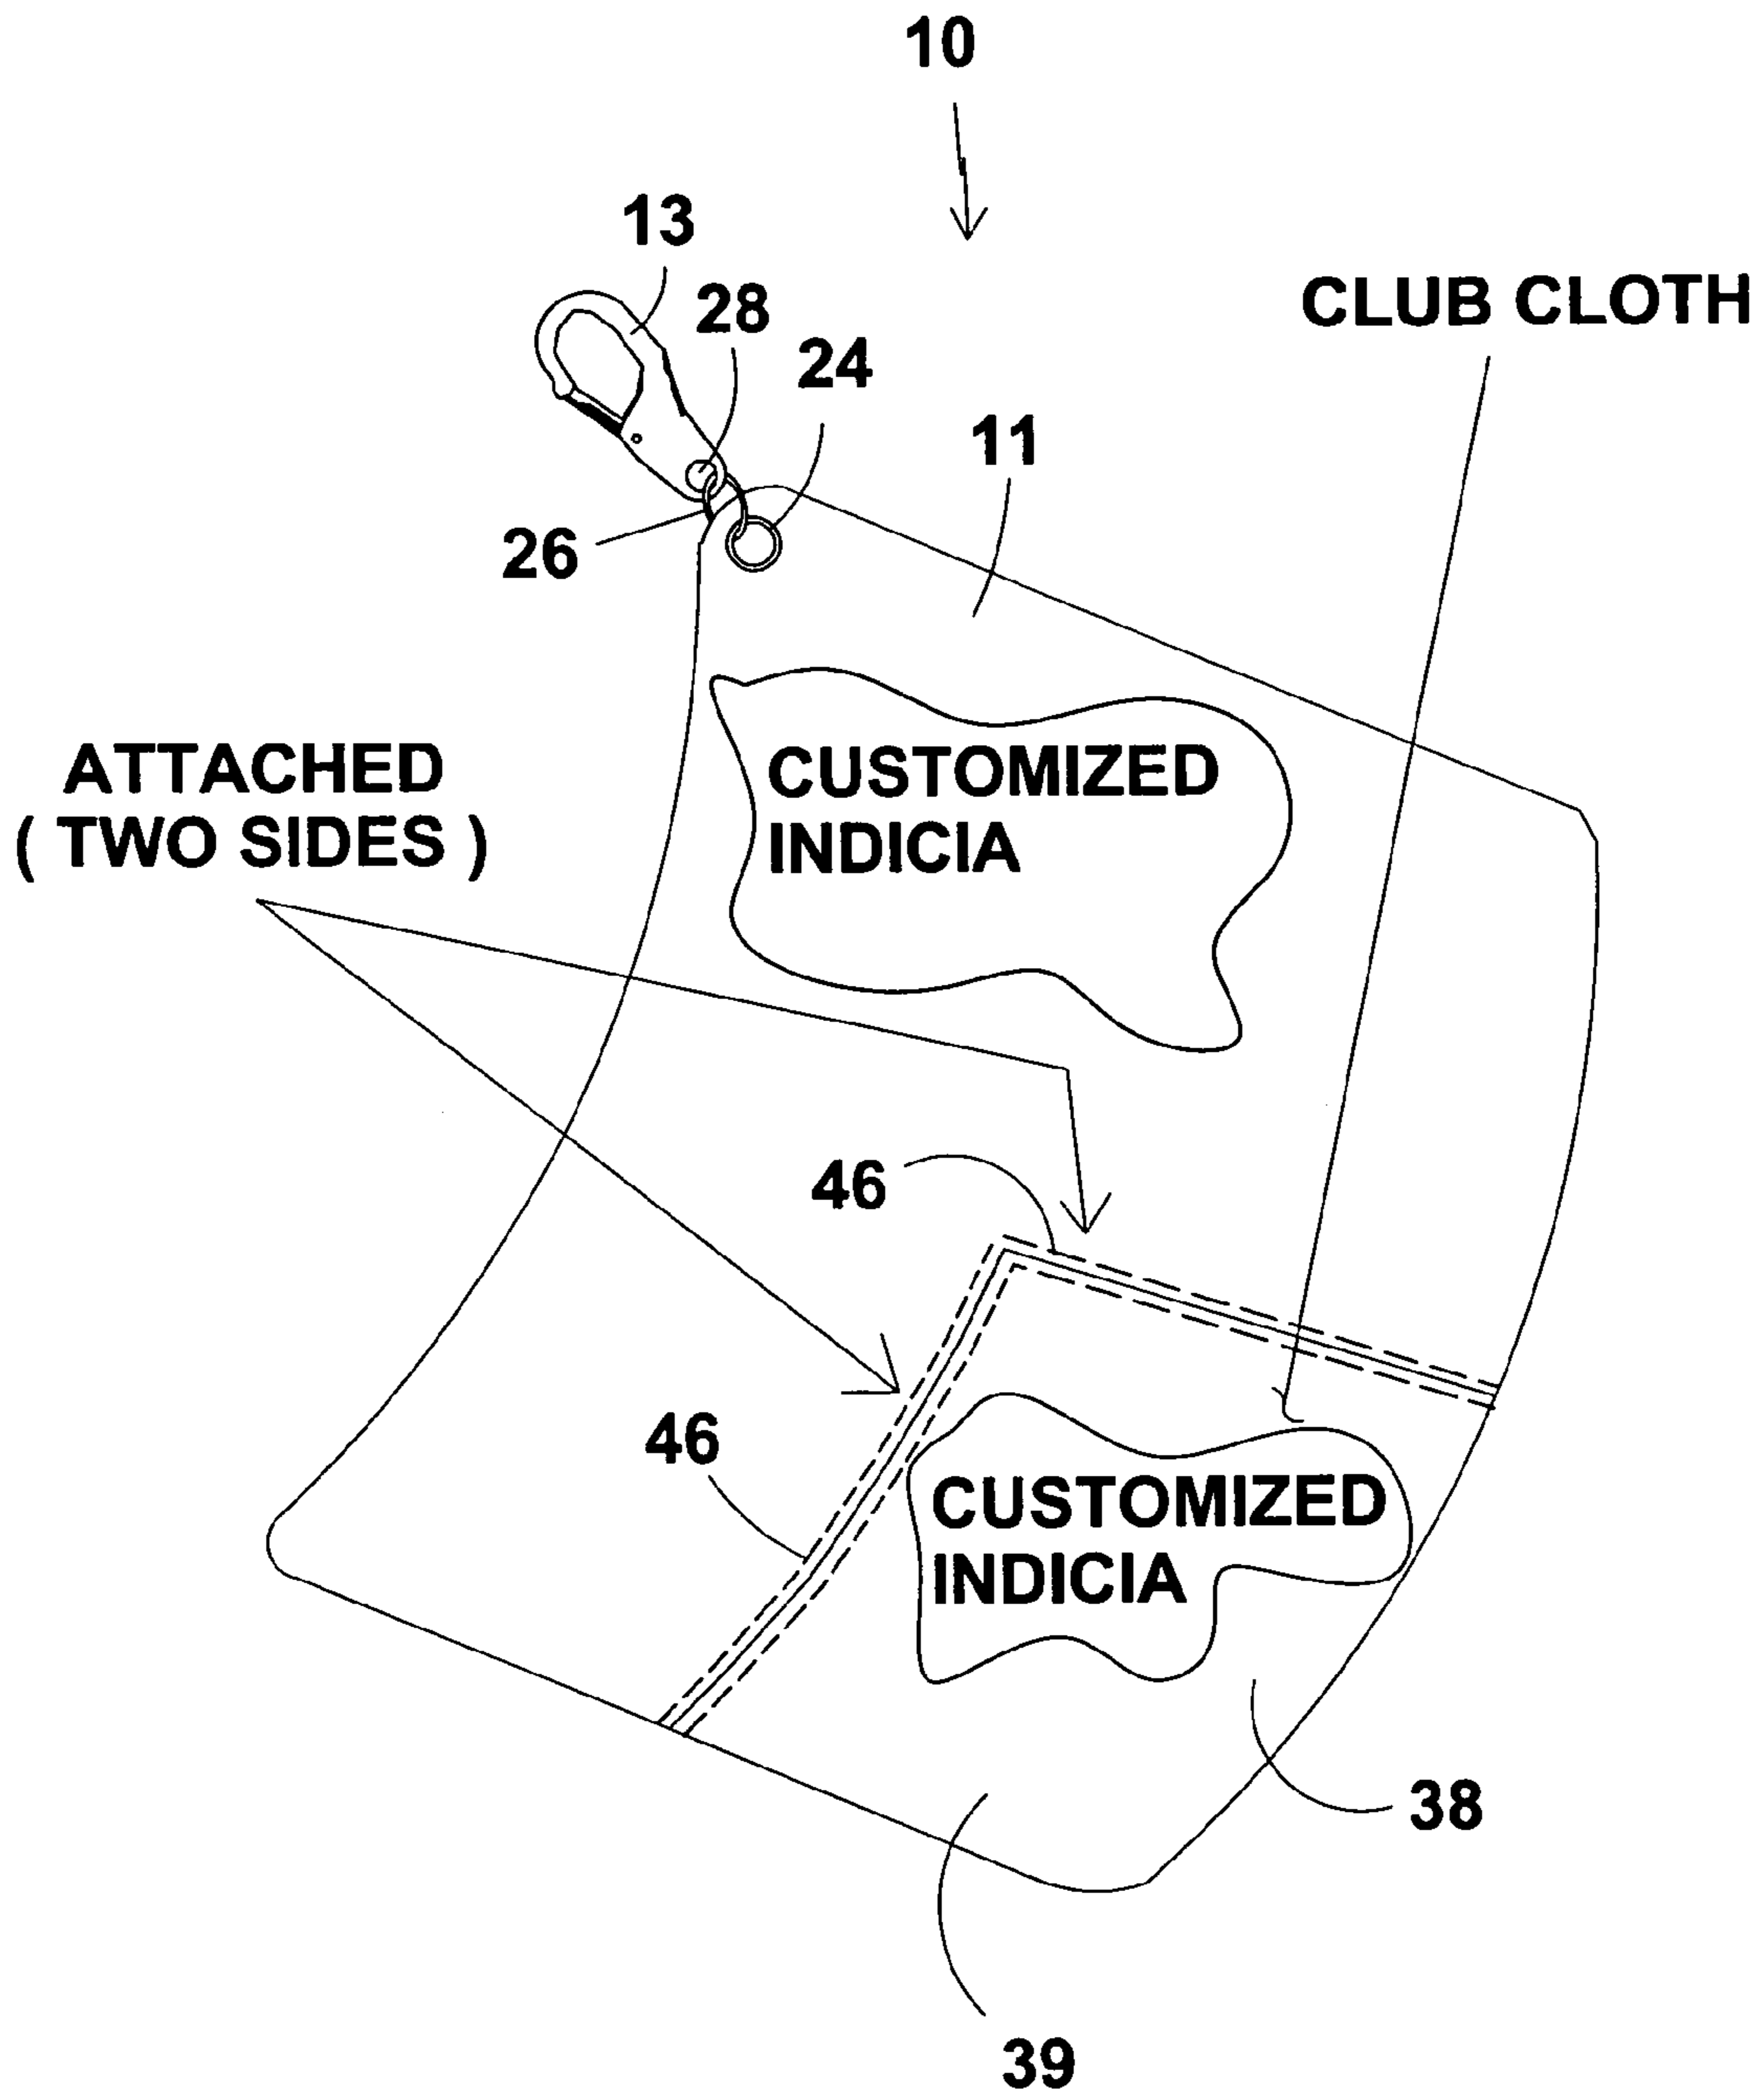 10
13
28
CLUB CLOTH
24
11
26
CUSTOMIZED
INDICIA
ATTACHED
( TWO SIDES )
46
46
CUSTOMIZED
INDICIA
38
39